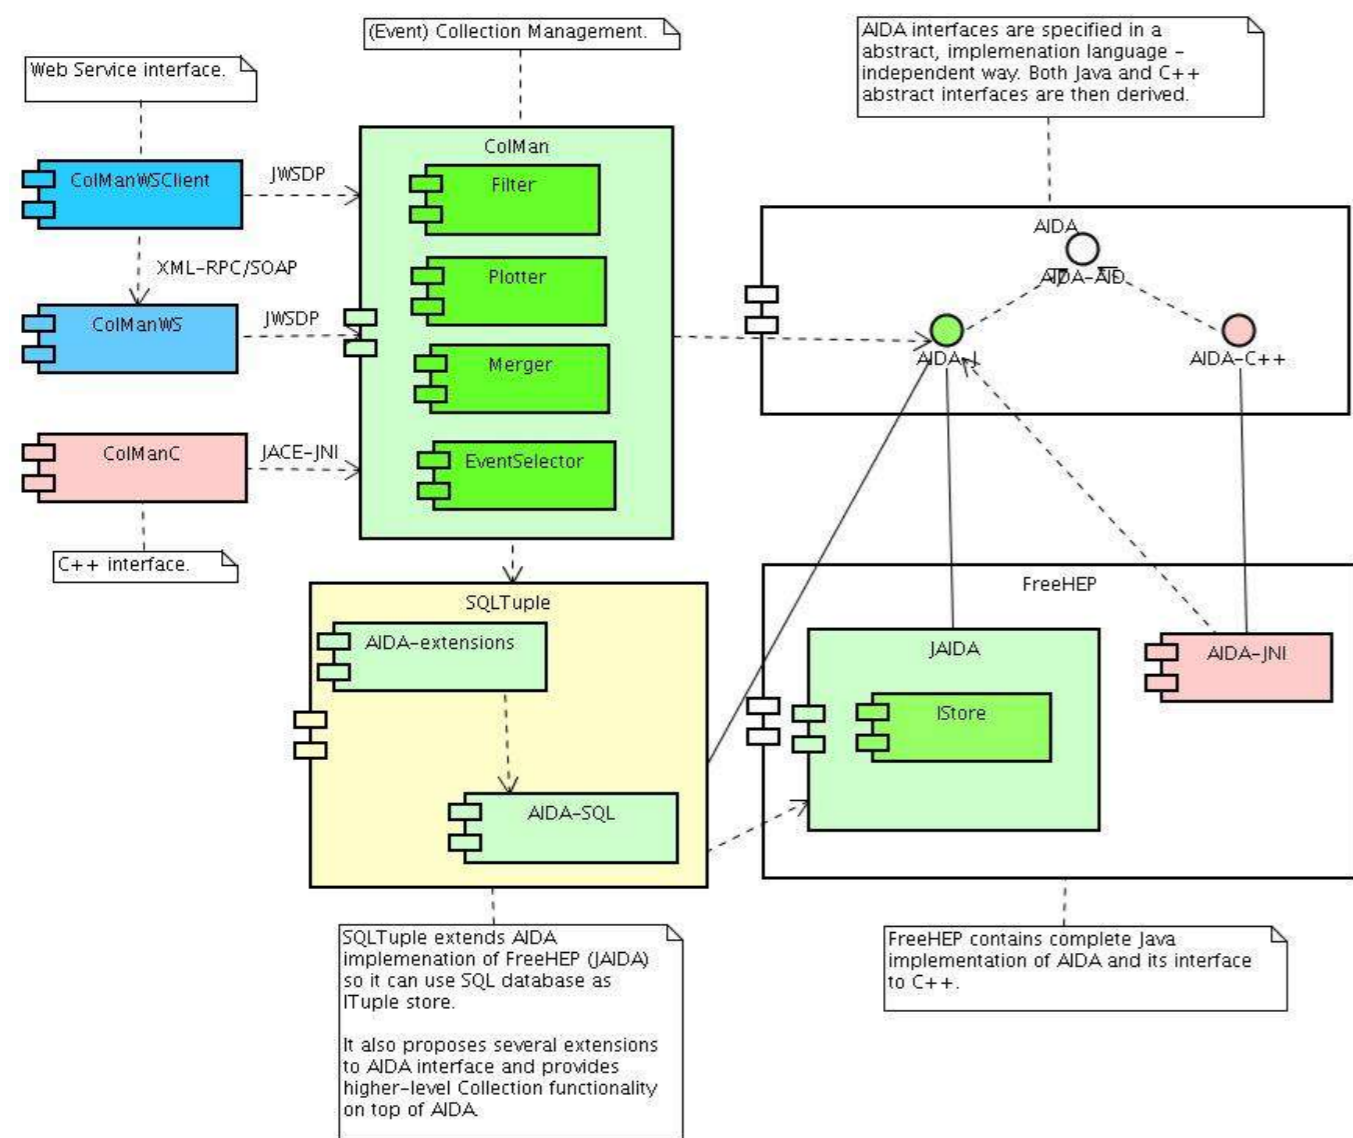 (Event) Collection Management.
Web Service interface.
AIDA interfaces are specified in a
abstract, implemenation language –
independent way. Both Java and C++
abstract interfaces are then derived.
ColManWSClient
JWSDP
XML–RPC/SOAP
ColManWS
JWSDP
ColManC
JACE–JNI
C++ interface.
ColMan
Filter
Plotter
Merger
EventSelector
AIDA
AIDA–AID
AIDA–J
AIDA–C++
SQLTuple
AIDA–extensions
AIDA–SQL
FreeHEP
JAIDA
IStore
AIDA–JNI
SQLTuple extends AIDA
implemenation of FreeHEP (JAIDA)
so it can use SQL database as
ITuple store.
It also proposes several extensions
to AIDA interface and provides
higher–level Collection functionality
on top of AIDA.
FreeHEP contains complete Java
implementation of AIDA and its interface
to C++.